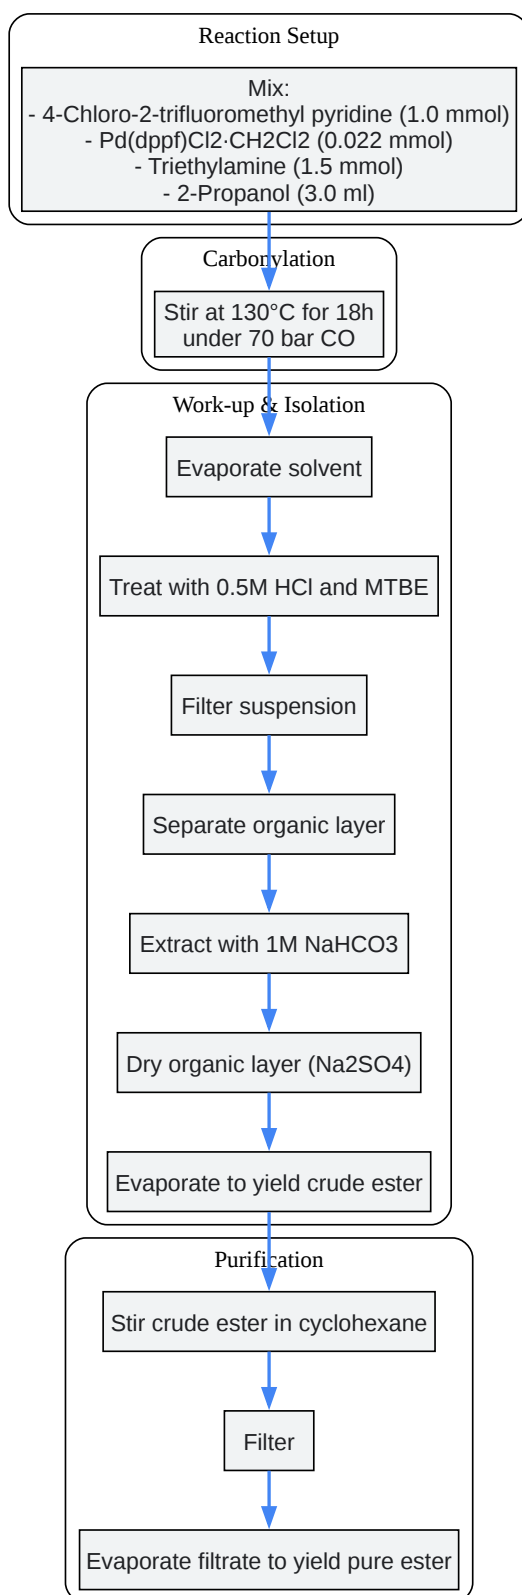 Reaction Setup
Mix:
- 4-Chloro-2-trifluoromethyl pyridine (1.0 mmol)
- Pd(dppf)Cl2·CH2Cl2 (0.022 mmol)
- Triethylamine (1.5 mmol)
- 2-Propanol (3.0 ml)
Carbonylation
Stir at 130°C for 18h
under 70 bar CO
Work-up & Isolation
Evaporate solvent
Treat with 0.5M HCl and MTBE
Filter suspension
Separate organic layer
Extract with 1M NaHCO3
Dry organic layer (Na2SO4)
Evaporate to yield crude ester
Purification
Stir crude ester in cyclohexane
Filter
Evaporate filtrate to yield pure ester